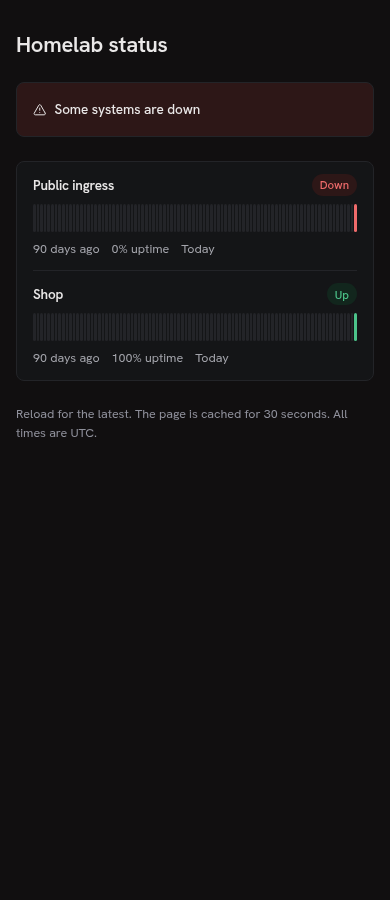 Homelab status
Some systems are down
Public ingress Down
90 days ago 0% uptime Today
Shop Up
90 days ago 100% uptime Today
Reload for the latest. The page is cached for 30 seconds. All
times are UTC.